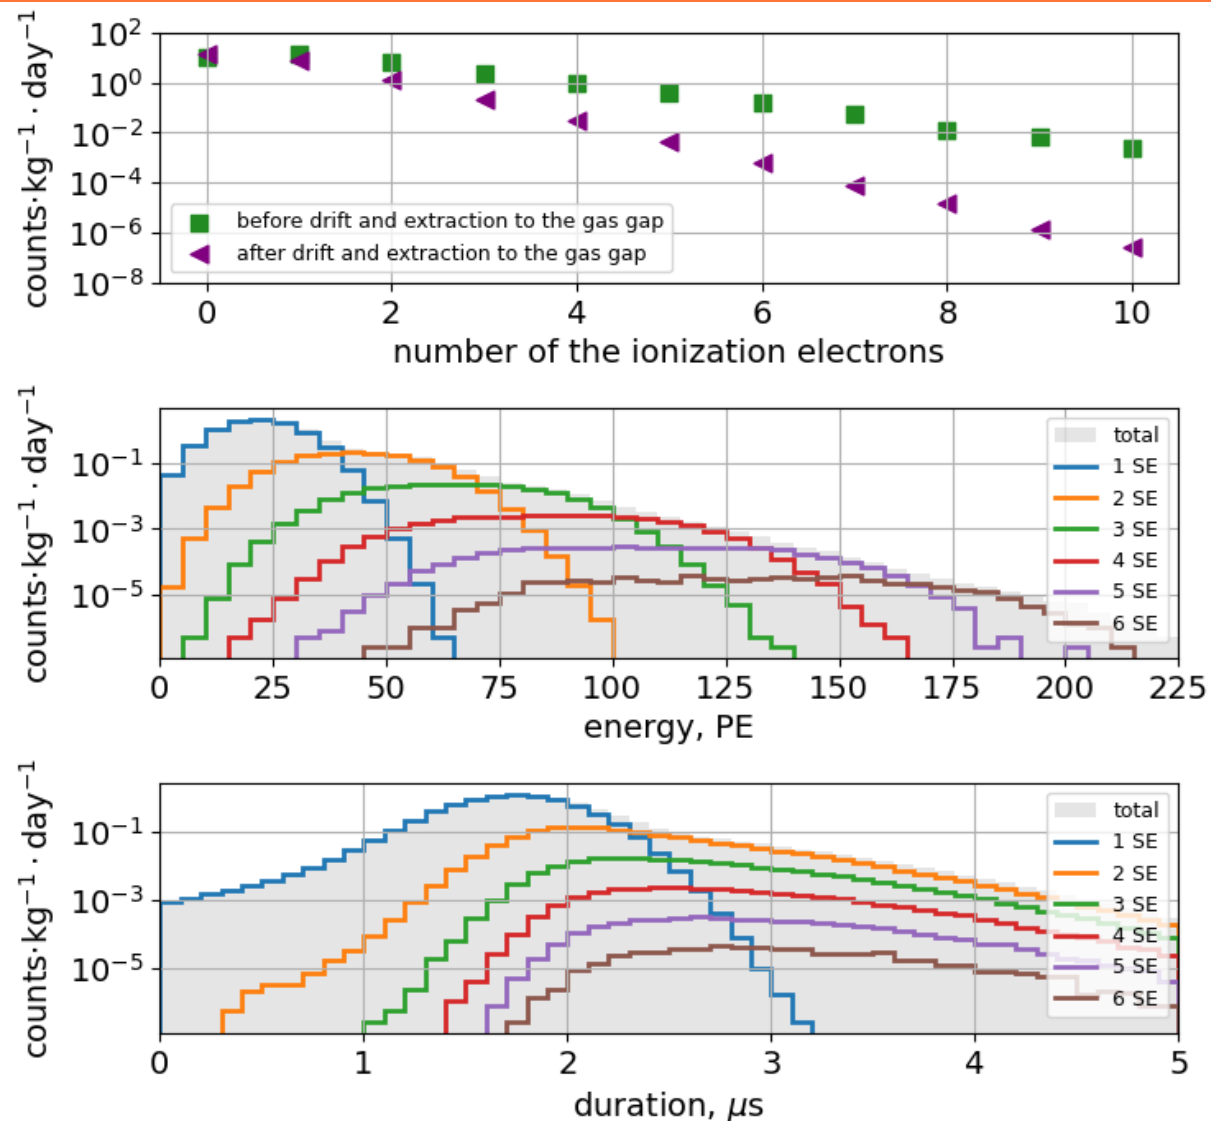 counts·kg⁻¹·day⁻¹
10²
10⁰
10⁻²
10⁻⁴
10⁻⁶
10⁻⁸
before drift and extraction to the gas gap
after drift and extraction to the gas gap
0 2 4 6 8 10
number of the ionization electrons
counts·kg⁻¹·day⁻¹
10⁻¹
10⁻³
10⁻⁵
total
1 SE
2 SE
3 SE
4 SE
5 SE
6 SE
0 25 50 75 100 125 150 175 200 225
energy, PE
counts·kg⁻¹·day⁻¹
10⁻¹
10⁻³
10⁻⁵
total
1 SE
2 SE
3 SE
4 SE
5 SE
6 SE
0 1 2 3 4 5
duration, μs